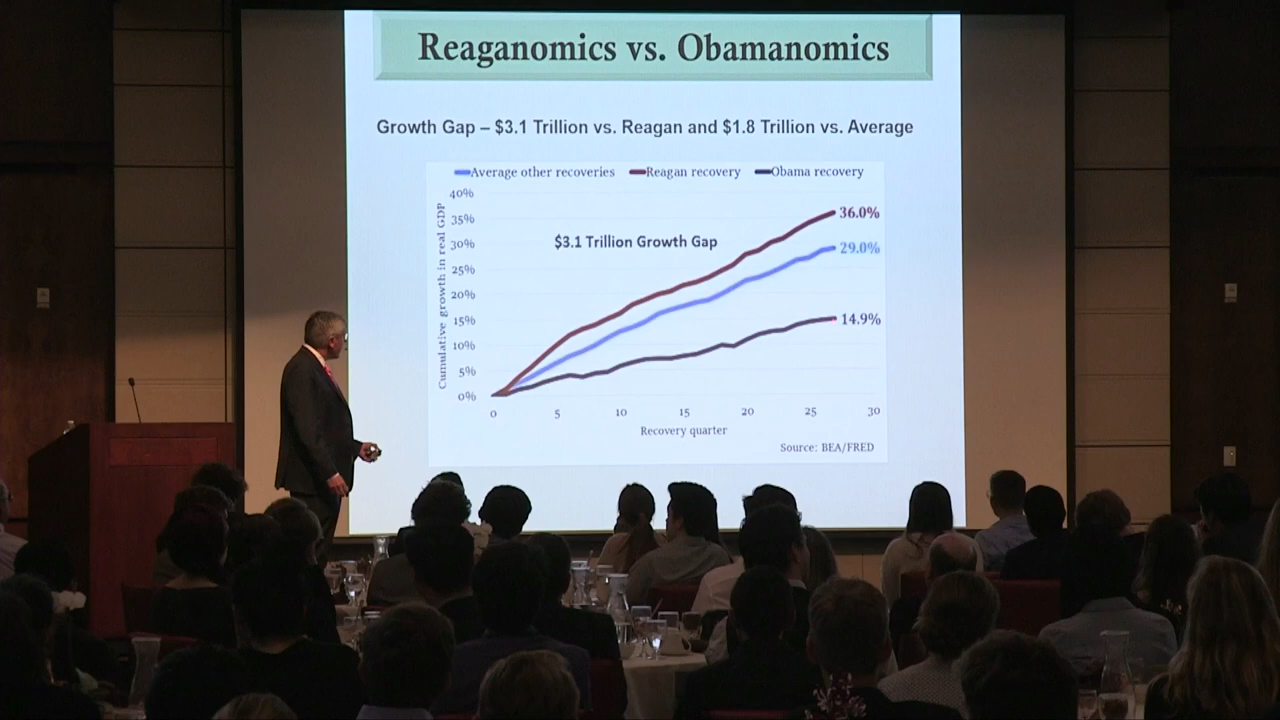 Reaganomics vs. Obamanomics
Growth Gap – $3.1 Trillion vs. Reagan and $1.8 Trillion vs. Average
Average other recoveries Reagan recovery Obama recovery
Cumulative growth in real GDP
40%
35%
30%
25%
20%
15%
10%
5%
0%
$3.1 Trillion Growth Gap
36.0%
29.0%
14.9%
0 5 10 15 20 25 30
Recovery quarter
Source: BEA/FRED